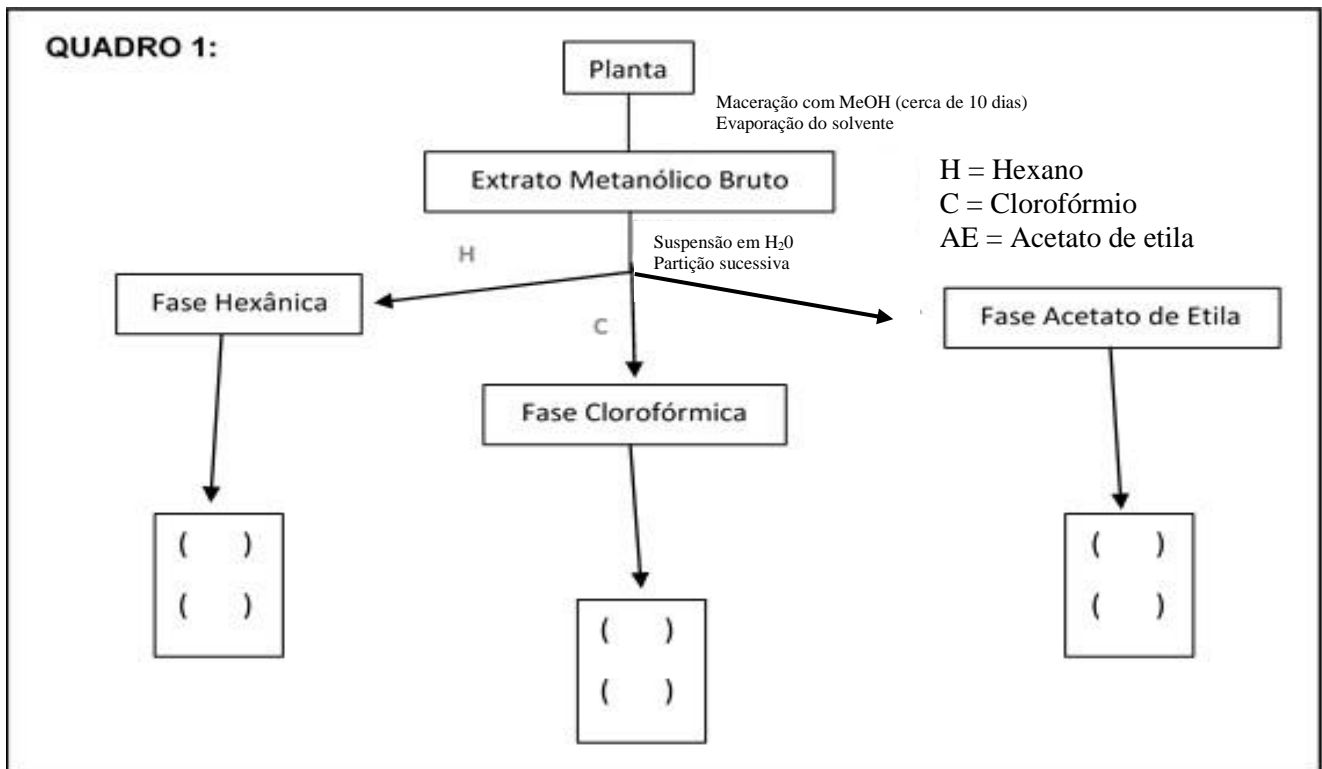 QUADRO 1:
Planta
Maceração com MeOH (cerca de 10 dias)
Evaporação do solvente
Extrato Metanólico Bruto
H = Hexano
C = Clorofórmio
AE = Acetato de etila
Suspensão em H₂0
Partição sucessiva
H
C
Fase Hexânica
Fase Acetato de Etila
Fase Clorofórmica
( )
( )
( )
( )
( )
( )